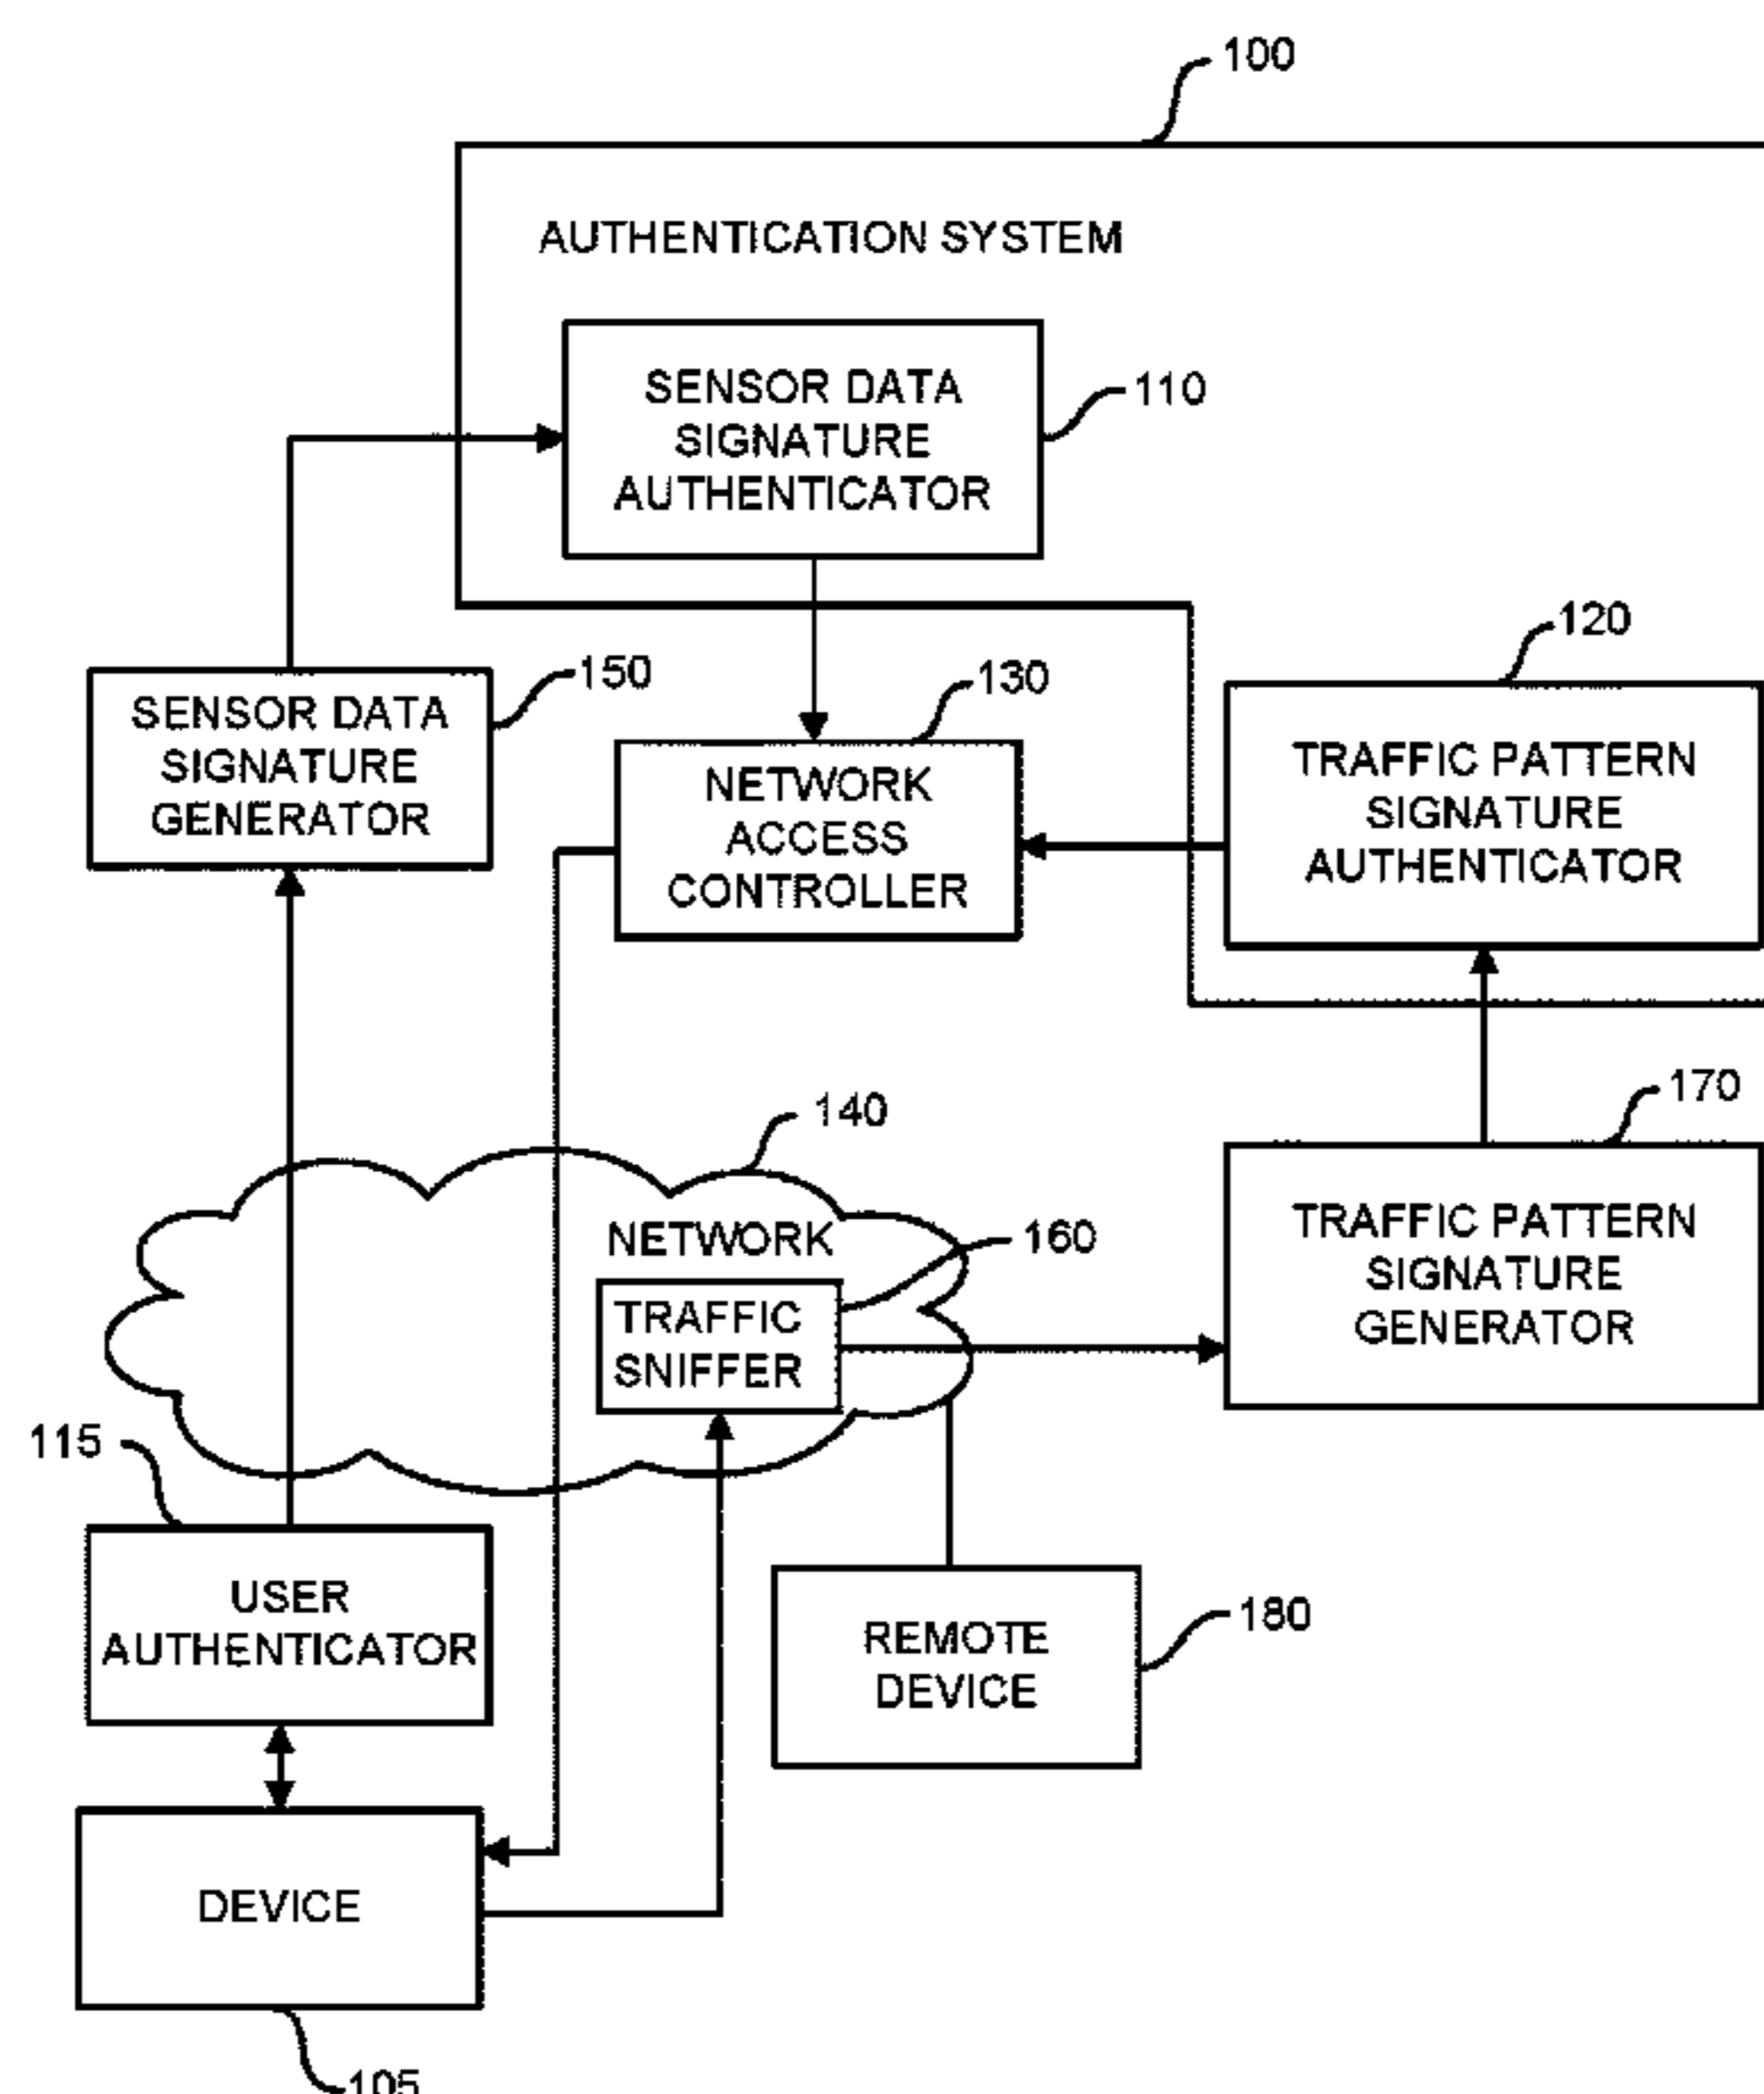 100
AUTHENTICATION SYSTEM
SENSOR DATA
SIGNATURE
AUTHENTICATOR
110
120
150
130
SENSOR DATA
SIGNATURE
GENERATOR
NETWORK
ACCESS
CONTROLLER
TRAFFIC PATTERN
SIGNATURE
AUTHENTICATOR
140
170
NETWORK
160
TRAFFIC
SNIFFER
TRAFFIC PATTERN
SIGNATURE
GENERATOR
115
USER
AUTHENTICATOR
REMOTE
DEVICE
180
DEVICE
105